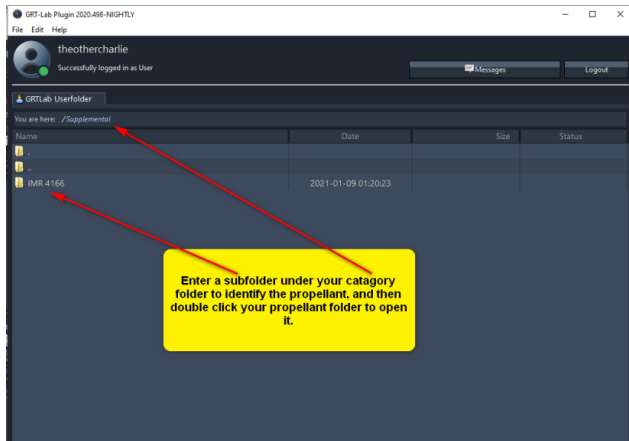 GRT-Lab Plugin 2020.498-NIGHTLY
File Edit Help
theothercharlie
Successfully logged in as User
Messages
Logout
GRTLab Userfolder
You are here: /Supplemental
Name Date Size Status
.
..
IMR 4166 2021-01-09 01:20:23
Enter a subfolder under your catagory
folder to identify the propellant, and then
double click your propellant folder to open
it.